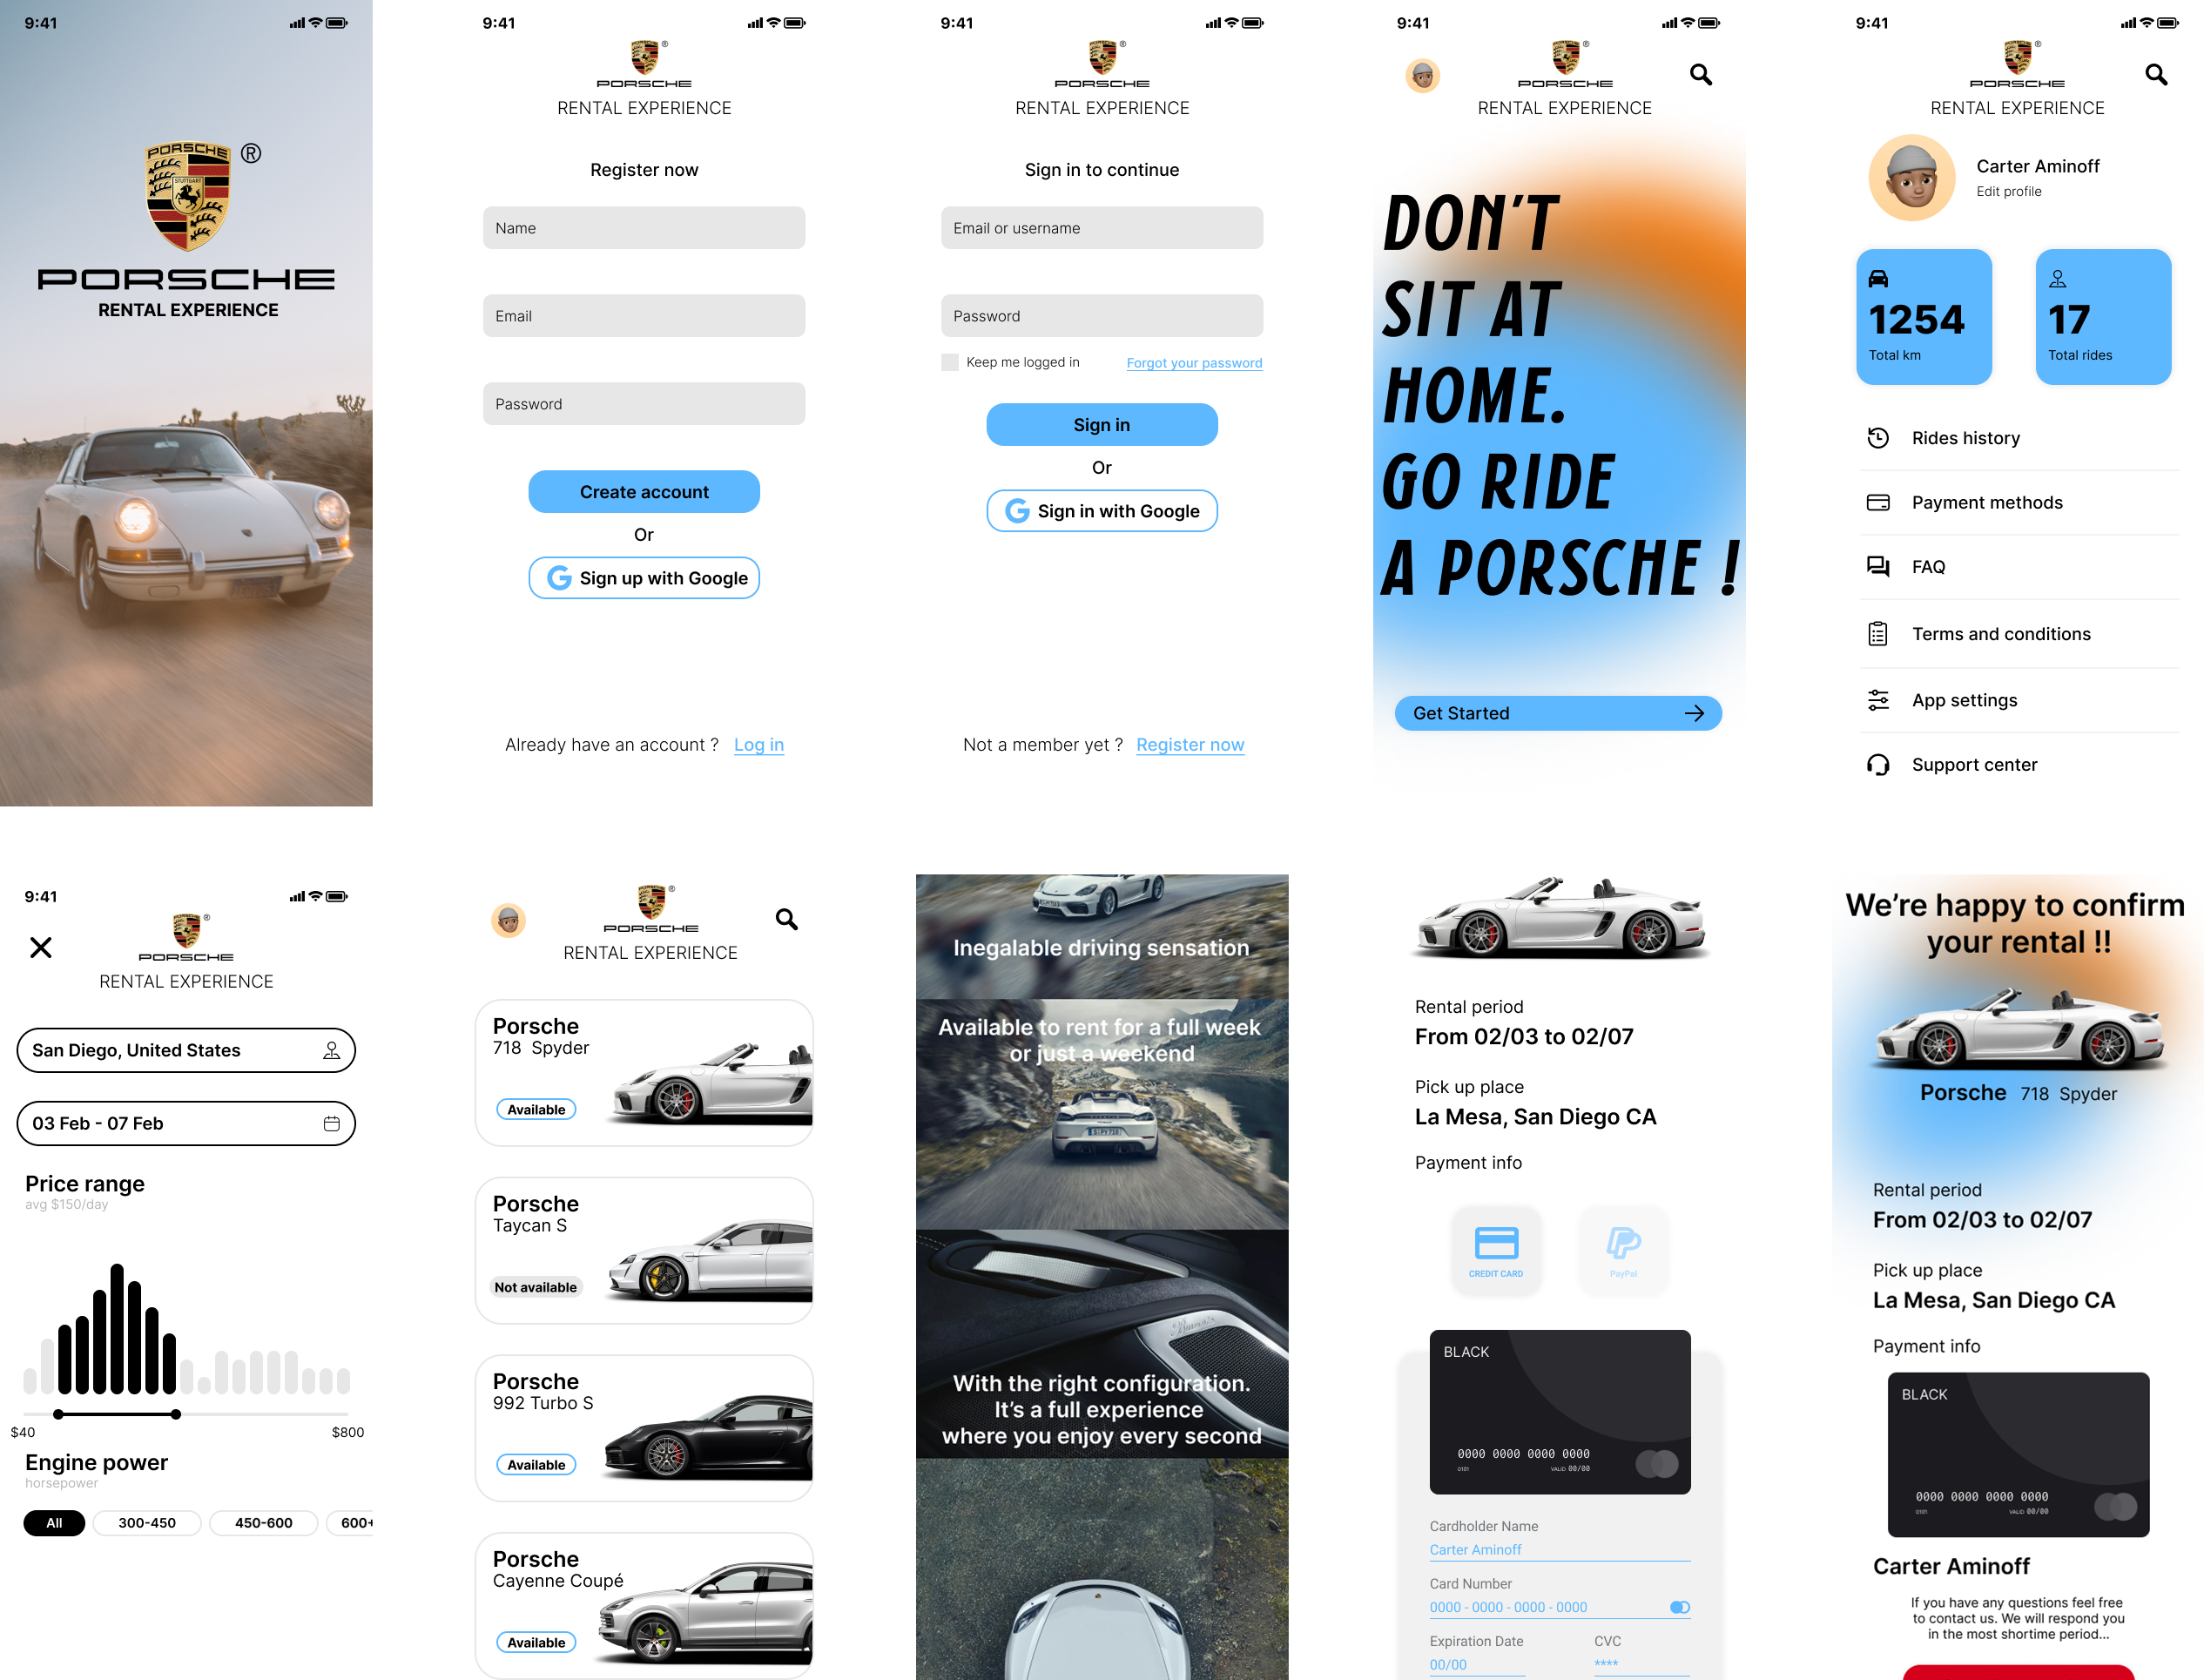 9:41
PORSCHE
STUTTGART
®
PORSCHE
RENTAL EXPERIENCE
9:41
®
PORSCHE
RENTAL EXPERIENCE
Register now
Name
Email
Password
Create account
Or
Sign up with Google
Already have an account ? Log in
9:41
®
PORSCHE
RENTAL EXPERIENCE
Sign in to continue
Email or username
Password
Keep me logged in Forgot your password
Sign in
Or
Sign in with Google
Not a member yet ? Register now
9:41
®
PORSCHE
RENTAL EXPERIENCE
DON'T
SIT AT
HOME.
GO RIDE
A PORSCHE !
Get Started
9:41
®
PORSCHE
RENTAL EXPERIENCE
Carter Aminoff
Edit profile
1254
Total km
17
Total rides
Rides history
Payment methods
FAQ
Terms and conditions
App settings
Support center
9:41
®
PORSCHE
RENTAL EXPERIENCE
San Diego, United States
03 Feb - 07 Feb
Price range
avg $150/day
$40 $800
Engine power
horsepower
All 300-450 450-600 600+
®
PORSCHE
RENTAL EXPERIENCE
Porsche
718 Spyder
Available
Porsche
Taycan S
Not available
Porsche
992 Turbo S
Available
Porsche
Cayenne Coupé
Available
Inegalable driving sensation
Available to rent for a full week
or just a weekend
With the right configuration.
It's a full experience
where you enjoy every second
Rental period
From 02/03 to 02/07
Pick up place
La Mesa, San Diego CA
Payment info
CREDIT CARD
PayPal
BLACK
0000 0000 0000 0000
0101 VALID 00/00
Cardholder Name
Carter Aminoff
Card Number
0000 - 0000 - 0000 - 0000
Expiration Date CVC
00/00 ****
We're happy to confirm
your rental !!
Porsche 718 Spyder
Rental period
From 02/03 to 02/07
Pick up place
La Mesa, San Diego CA
Payment info
BLACK
0000 0000 0000 0000
0101 VALID 00/00
Carter Aminoff
If you have any questions feel free
to contact us. We will respond you
in the most shortime period...